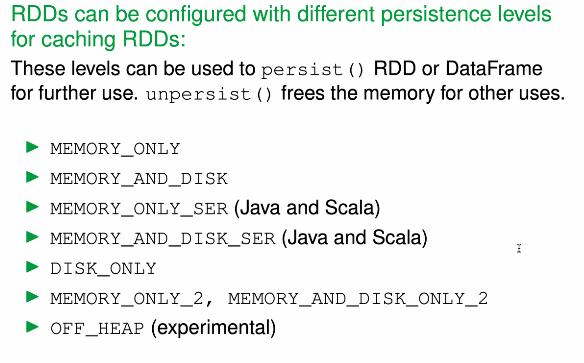 RDDs can be configured with different persistence levels
for caching RDDs:
These levels can be used to persist() RDD or DataFrame
for further use. unpersist() frees the memory for other uses.
MEMORY_ONLY
MEMORY_AND_DISK
MEMORY_ONLY_SER (Java and Scala)
MEMORY_AND_DISK_SER (Java and Scala)
DISK_ONLY
MEMORY_ONLY_2, MEMORY_AND_DISK_ONLY_2
OFF_HEAP (experimental)